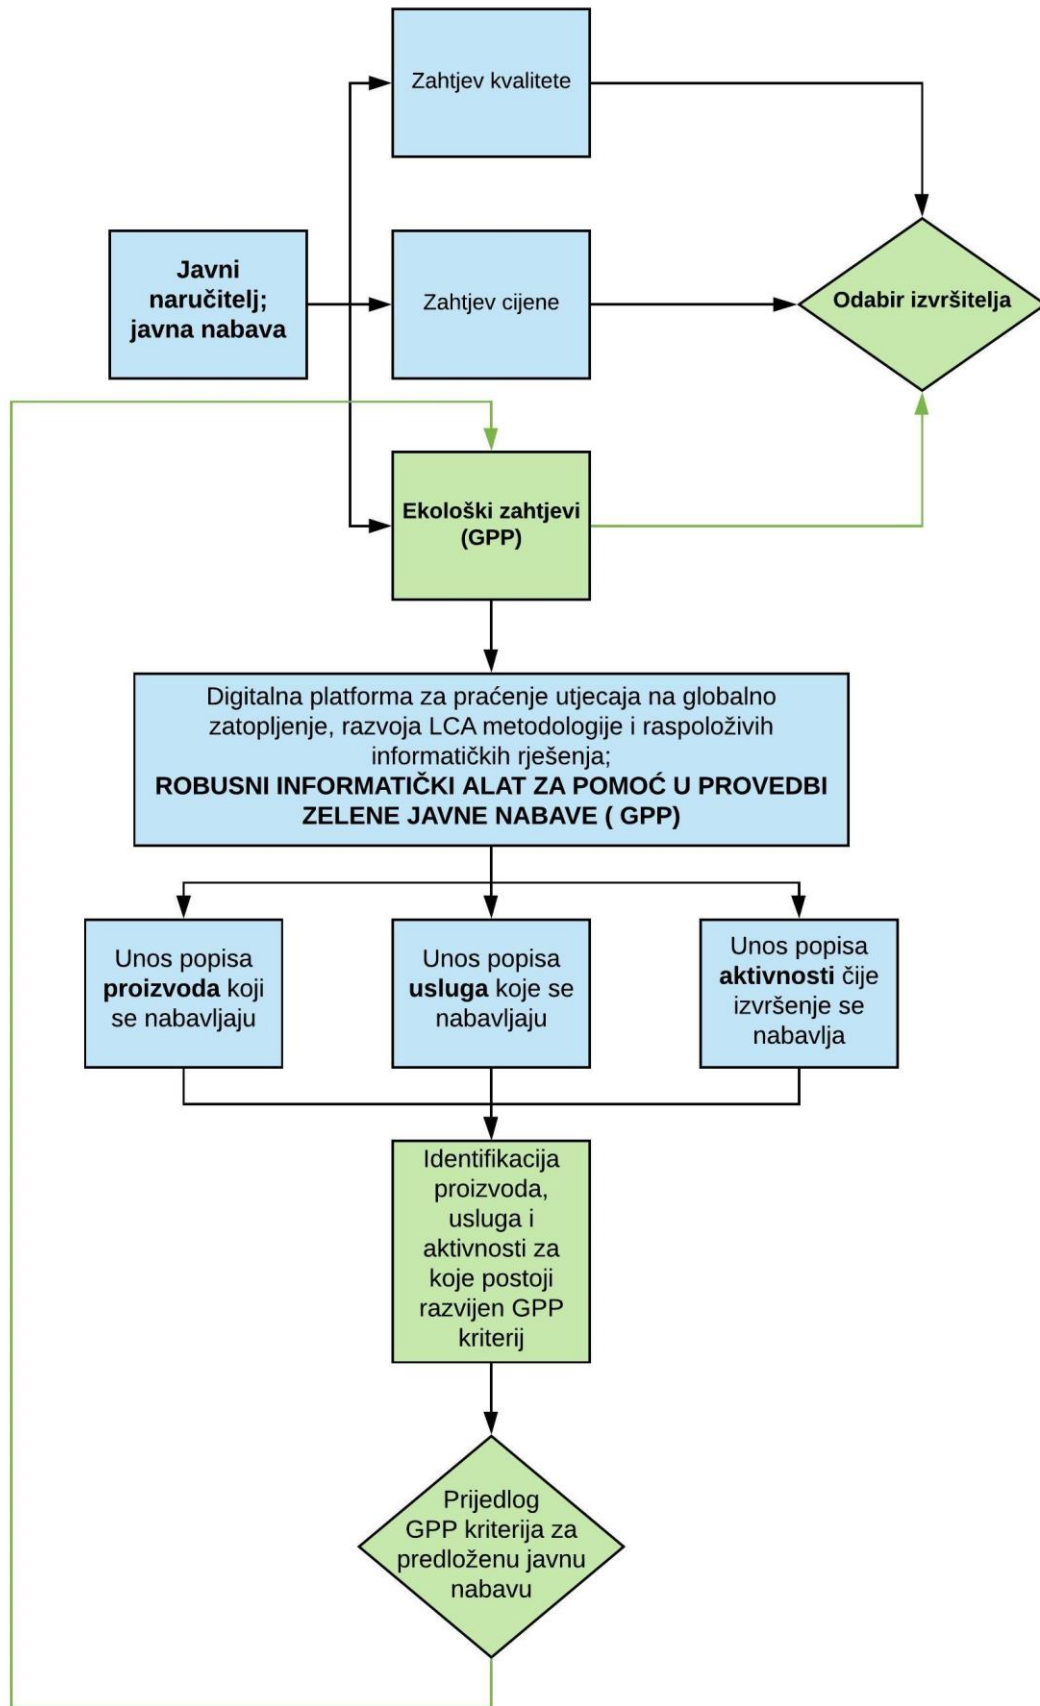 Zahtjev kvalitete
Javni
naručitelj;
javna nabava
Zahtjev cijene
Odabir izvršitelja
Ekološki zahtjevi
(GPP)
Digitalna platforma za praćenje utjecaja na globalno
zatopljenje, razvoja LCA metodologije i raspoloživih
informatičkih rješenja;
ROBUSNI INFORMATIČKI ALAT ZA POMOĆ U PROVEDBI
ZELENE JAVNE NABAVE ( GPP)
Unos popisa
proizvoda koji
se nabavljaju
Unos popisa
usluga koje se
nabavljaju
Unos popisa
aktivnosti čije
izvršenje se
nabavlja
Identifikacija
proizvoda,
usluga i
aktivnosti za
koje postoji
razvijen GPP
kriterij
Prijedlog
GPP kriterija za
predloženu javnu
nabavu